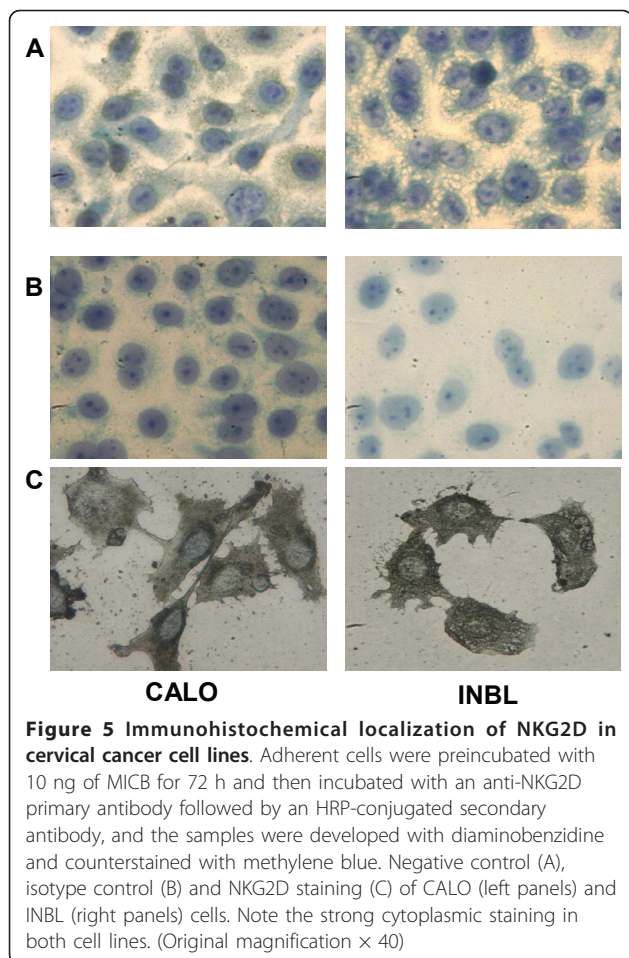 A
B
C
CALO
INBL
Figure 5 Immunohistochemical localization of NKG2D in
cervical cancer cell lines. Adherent cells were preincubated with
10 ng of MICB for 72 h and then incubated with an anti-NKG2D
primary antibody followed by an HRP-conjugated secondary
antibody, and the samples were developed with diaminobenzidine
and counterstained with methylene blue. Negative control (A),
isotype control (B) and NKG2D staining (C) of CALO (left panels) and
INBL (right panels) cells. Note the strong cytoplasmic staining in
both cell lines. (Original magnification × 40)